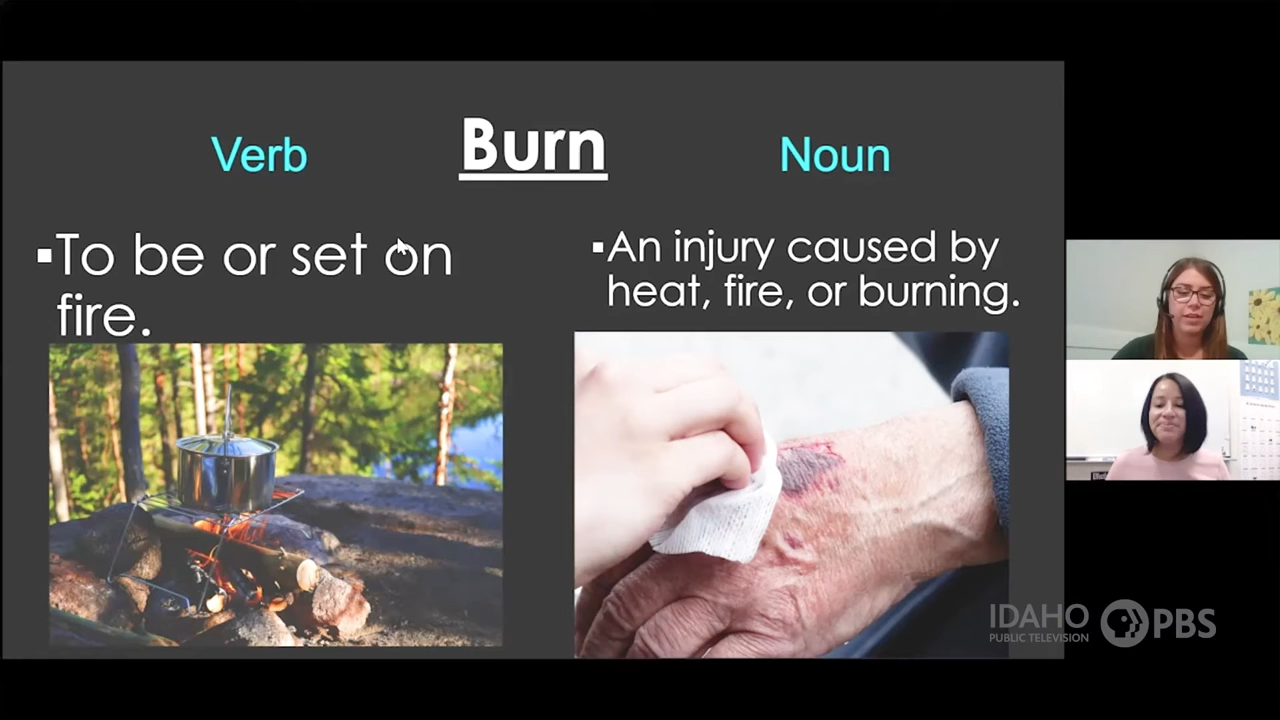 Verb
Burn
Noun
▪To be or set on
fire.
▪An injury caused by
heat, fire, or burning.
IDAHO
PUBLIC TELEVISION
PBS